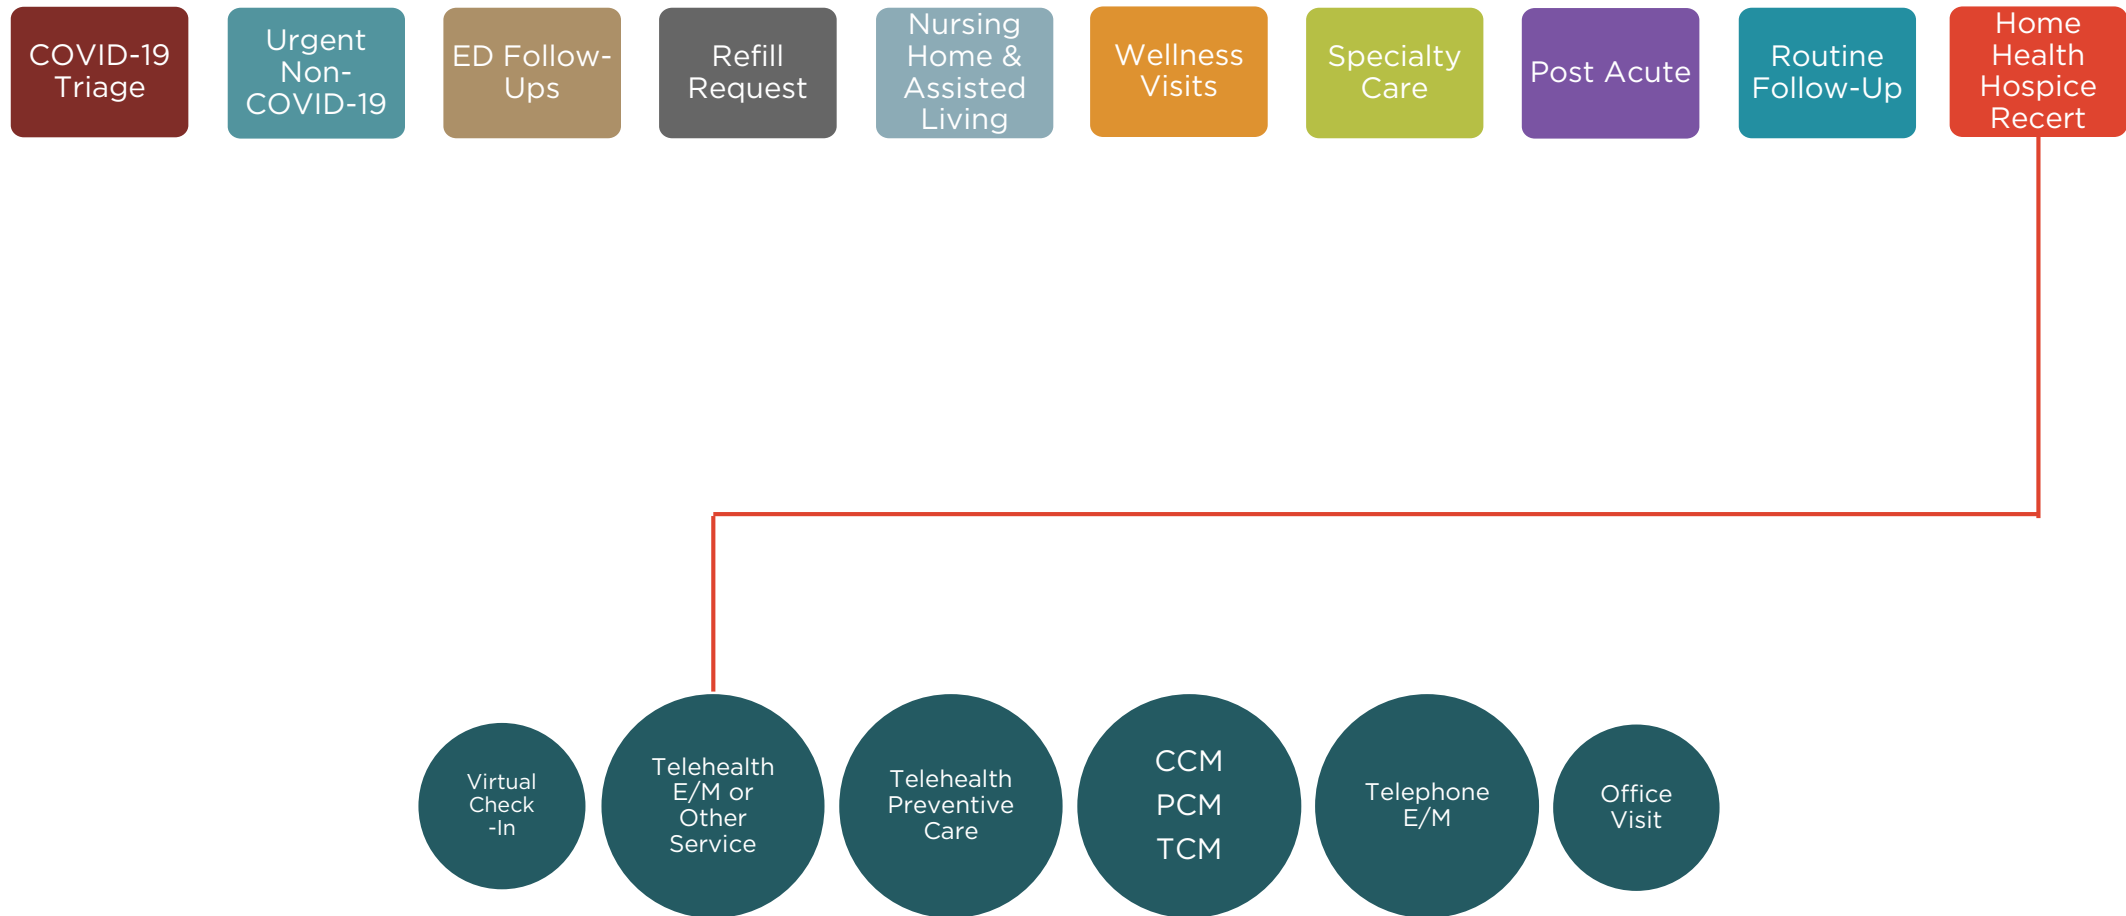 COVID-19
Triage
Urgent
Non-
COVID-19
ED Follow-
Ups
Refill
Request
Nursing
Home &
Assisted
Living
Wellness
Visits
Specialty
Care
Post Acute
Routine
Follow-Up
Home
Health
Hospice
Recert
Virtual
Check
-In
Telehealth
E/M or
Other
Service
Telehealth
Preventive
Care
CCM
PCM
TCM
Telephone
E/M
Office
Visit